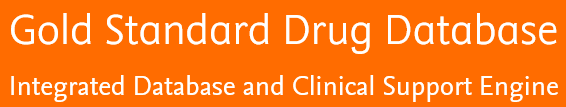 Gold Standard Drug Database
Integrated Database and Clinical Support Engine